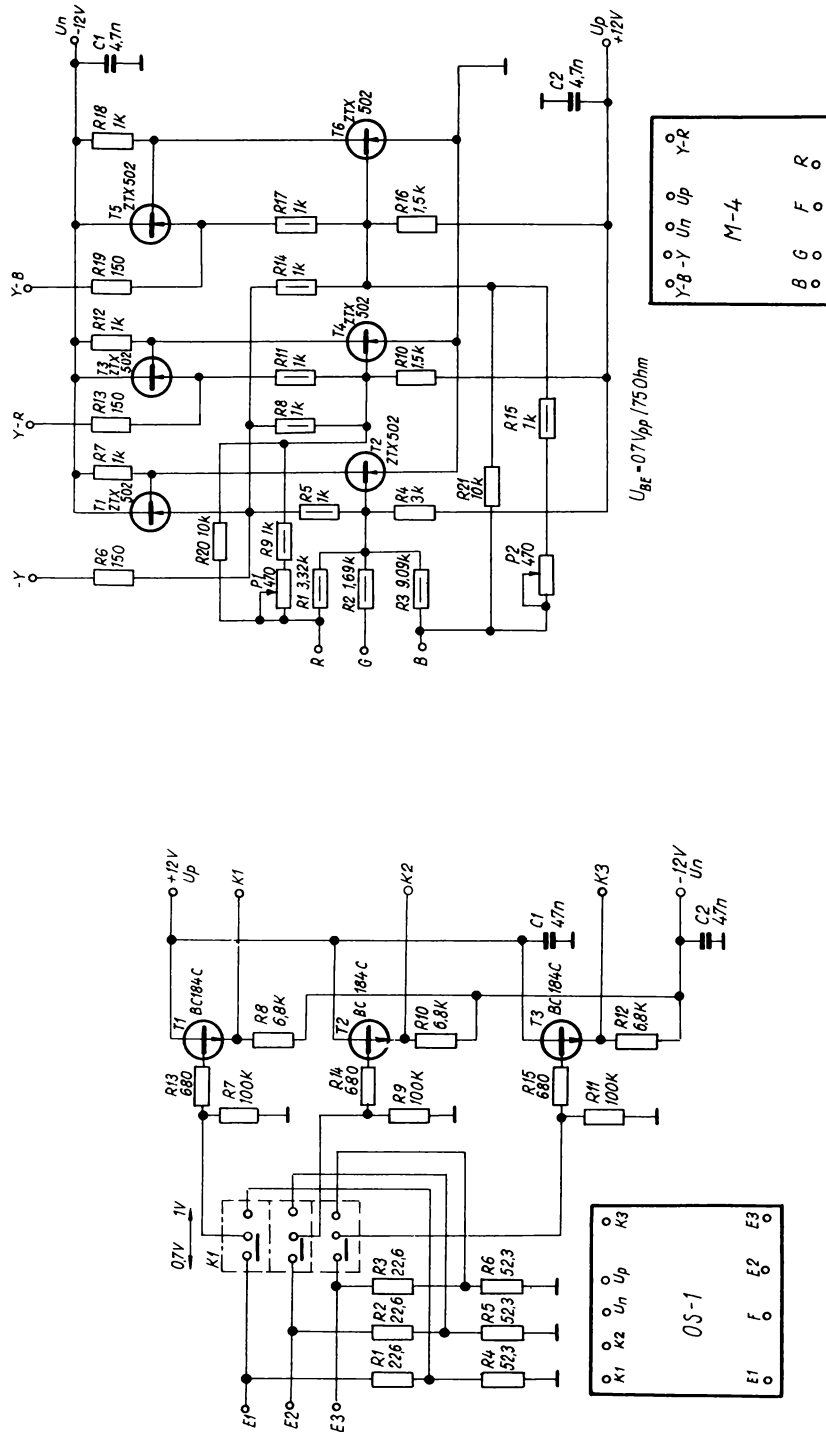 -Y
Y-R
Y-B
Un
-12V
C1
4,7n
R6
150
T1
ZTX
502
R7
1k
R13
150
T3
ZTX
502
R12
1k
R19
150
T5
ZTX502
R18
1K
R20 10k
P1
470
R9 1k
R1 3,32k
R2 1,69k
R3 9,09k
R
G
B
R5
1k
R4
3k
T2
ZTX502
R8
1k
R11
1k
R10
1,5k
T4
ZTX
502
R14
1k
R17
1k
R16
1,5k
T6
ZTX
502
R21
10k
P2
470
R15
1k
C2
4,7n
Up
+12V
UBE = 0,7 Vpp / 75 Ohm
Y-B -Y Un Up Y-R
M-4
B G F R
E1
E2
E3
K1
0,7V 1V
R1
22,6
R2
22,6
R3
22,6
R4
52,3
R5
52,3
R6
52,3
R13
680
R7
100K
T1
BC184C
R8
6,8K
R14
680
R9
100K
T2
BC 184C
R10
6,8K
R15
680
R11
100K
T3
BC 184C
R12
6,8K
+12V
Up
K1
K2
C1
47n
K3
-12V
Un
C2
47n
K1 K2 Un Up K3
OS-1
E1 F E2 E3